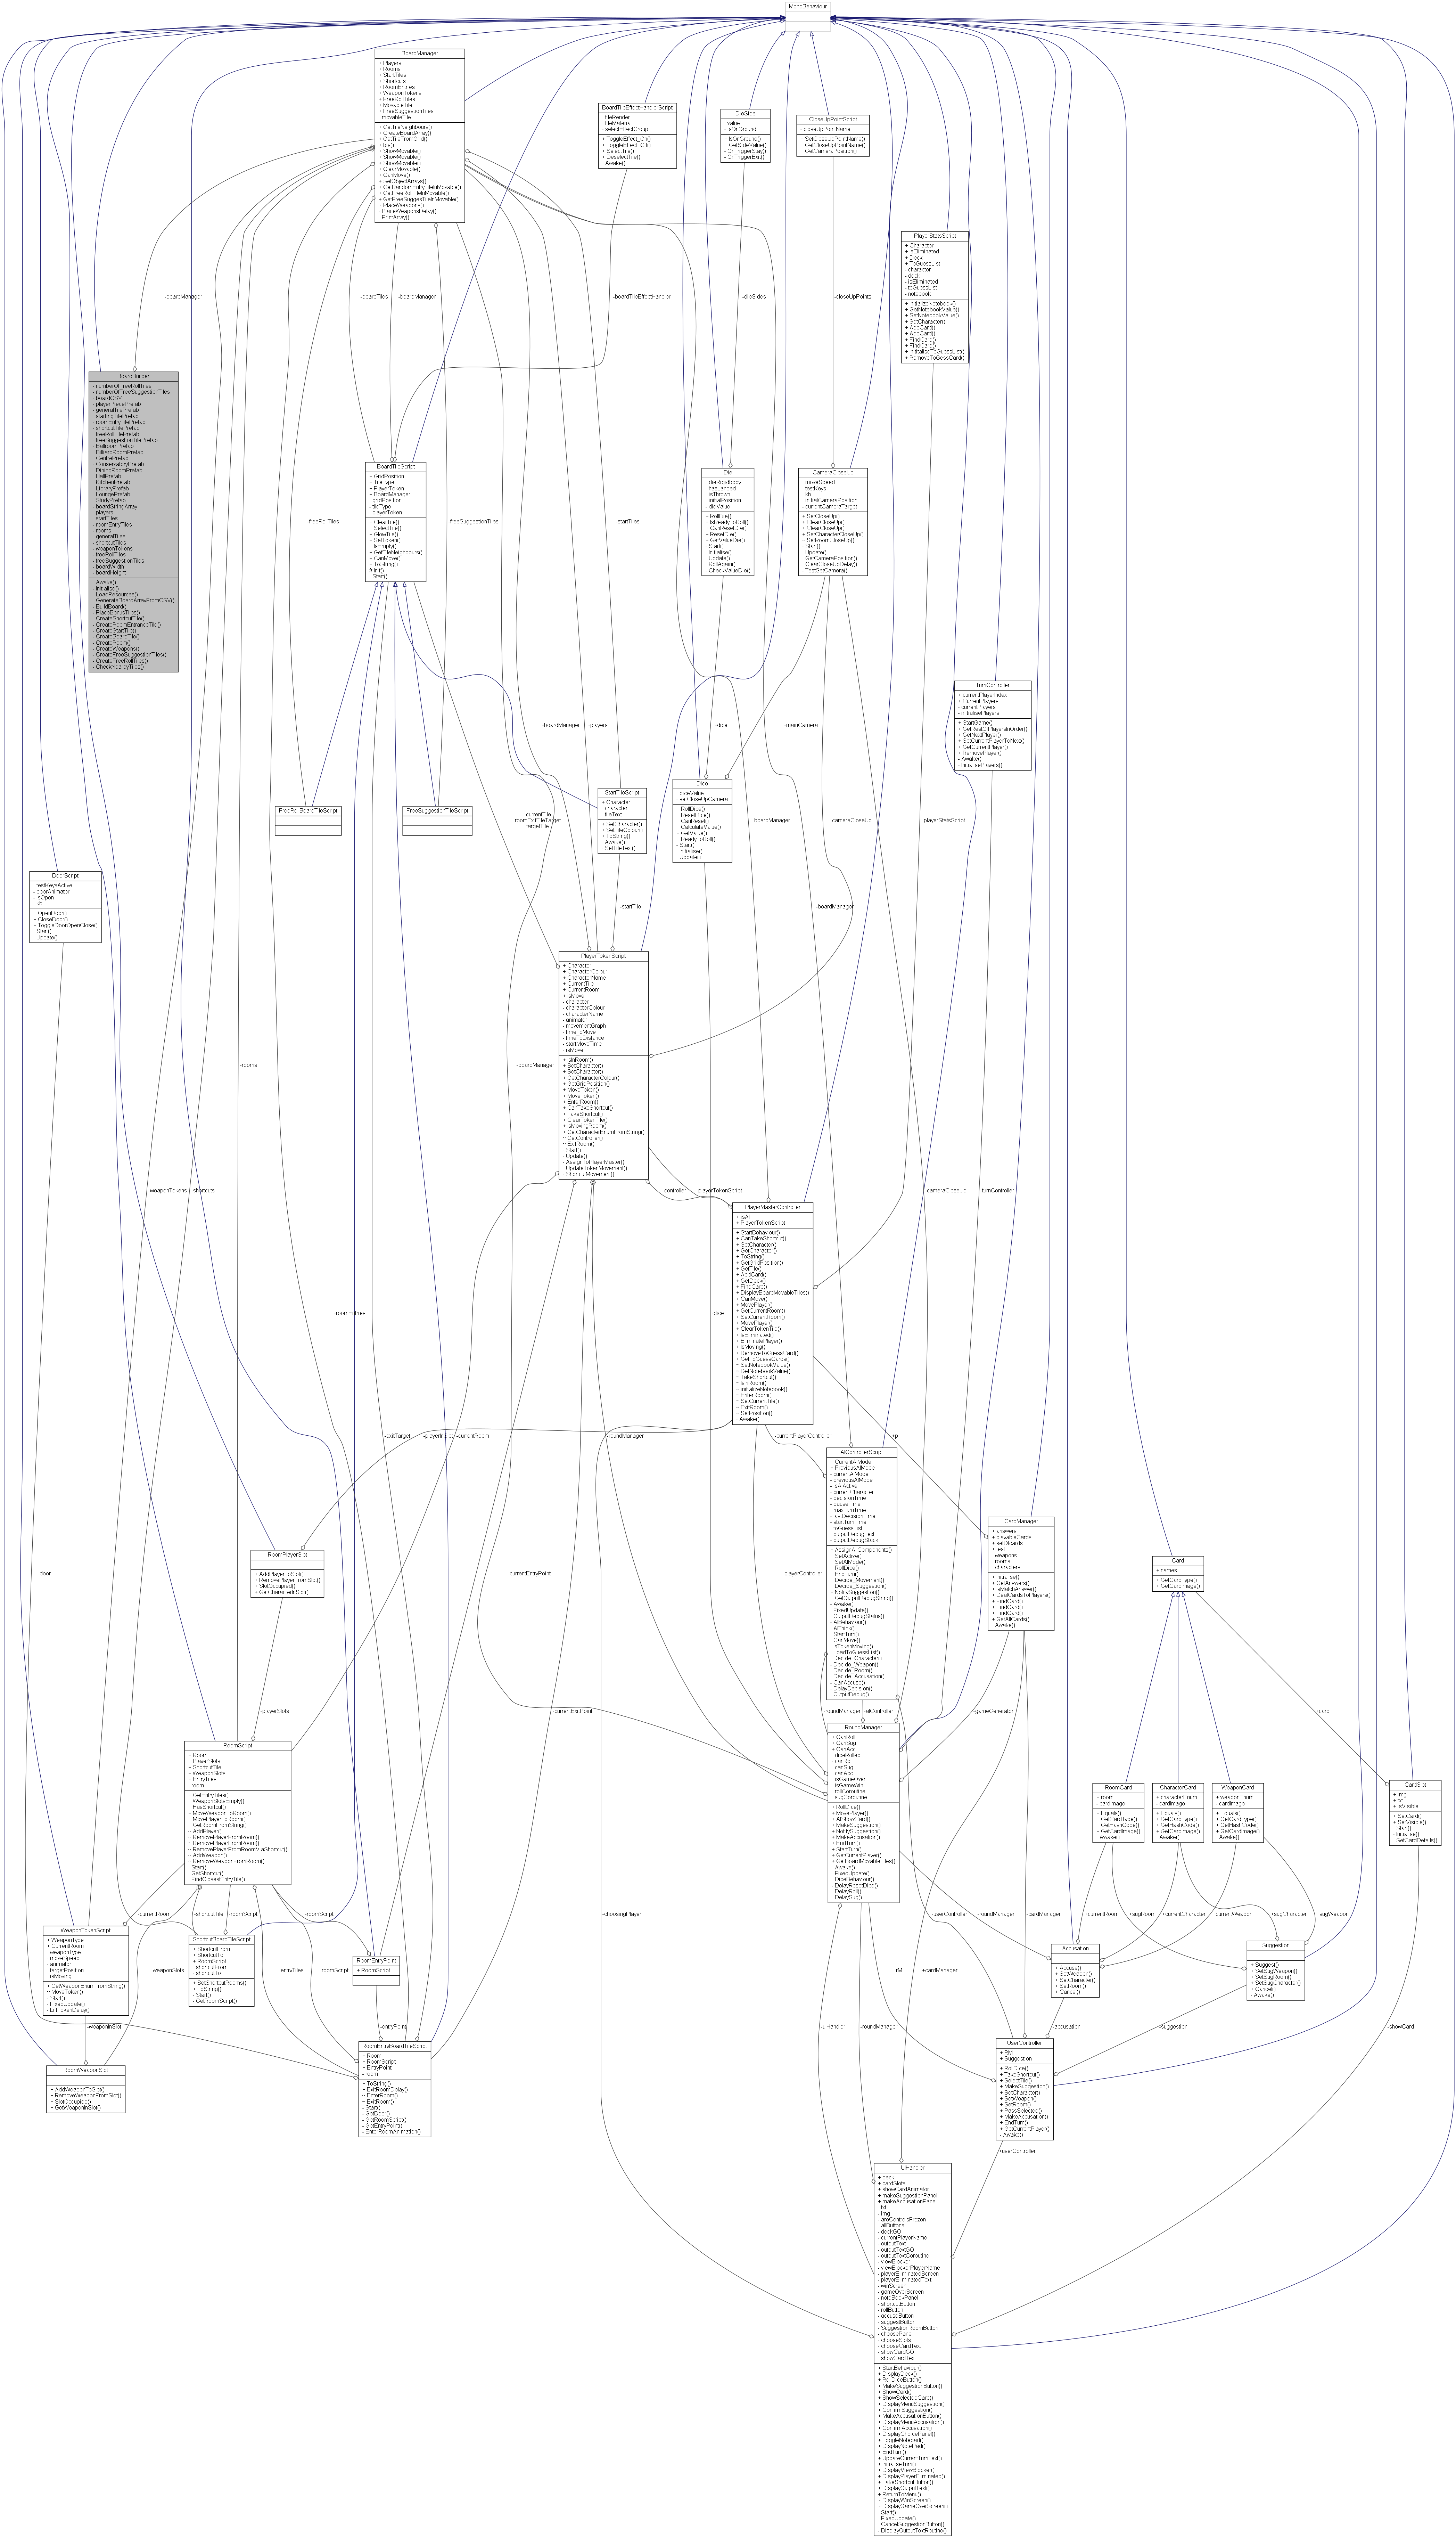 MonoBehaviour
BoardManager
+ Players
+ Rooms
+ StartTiles
+ Shortcuts
+ RoomEntries
+ WeaponTokens
+ FreeRollTiles
+ MovableTile
+ FreeSuggestionTiles
- movableTile
+ GetTileNeighbours()
+ CreateBoardArray()
+ GetTileFromGrid()
+ bfs()
+ ShowMovable()
+ ShowMovable()
+ ShowMovable()
+ ClearMovable()
+ CanMove()
+ SetObjectArrays()
+ GetRandomEntryTileInMovable()
+ GetFreeRollTileInMovable()
+ GetFreeSuggesTileInMovable()
~ PlaceWeapons()
- PlaceWeaponsDelay()
- PrintArray()
BoardTileEffectHandlerScript
- tileRender
- tileMaterial
- selectEffectGroup
+ ToggleEffect_On()
+ ToggleEffect_Off()
+ SelectTile()
+ DeselectTile()
- Awake()
DieSide
- value
- isOnGround
+ IsOnGround()
+ GetSideValue()
- OnTriggerStay()
- OnTriggerExit()
CloseUpPointScript
- closeUpPointName
+ SetCloseUpPointName()
+ GetCloseUpPointName()
+ GetCameraPosition()
PlayerStatsScript
+ Character
+ IsEliminated
+ Deck
+ ToGuessList
- character
- deck
- isEliminated
- toGuessList
- notebook
+ InitializeNotebook()
+ GetNotebookValue()
+ SetNotebookValue()
+ SetCharacter()
+ AddCard()
+ AddCard()
+ FindCard()
+ FindCard()
+ InititaliseToGuessList()
+ RemoveToGessCard()
-boardManager
-boardTiles
-boardManager
-boardTileEffectHandler
-dieSides
-closeUpPoints
BoardBuilder
- numberOfFreeRollTiles
- numberOfFreeSuggestionTiles
- boardCSV
- playerPiecePrefab
- generalTilePrefab
- startingTilePrefab
- roomEntryTilePrefab
- shortcutTilePrefab
- freeRollTilePrefab
- freeSuggestionTilePrefab
- BallroomPrefab
- BilliardRoomPrefab
- CentrePrefab
- ConservatoryPrefab
- DiningRoomPrefab
- HallPrefab
- KitchenPrefab
- LibraryPrefab
- LoungePrefab
- StudyPrefab
- boardStringArray
- players
- startTiles
- roomEntryTiles
- rooms
- generalTiles
- shortcutTiles
- weaponTokens
- freeRollTiles
- freeSuggestionTiles
- boardWidth
- boardHeight
- Awake()
- Initialise()
- LoadResources()
- GenerateBoardArrayFromCSV()
- BuildBoard()
- PlaceBonusTiles()
- CreateShortcutTile()
- CreateRoomEntranceTile()
- CreateStartTile()
- CreateBoardTile()
- CreateRoom()
- CreateWeapons()
- CreateFreeSuggestionTiles()
- CreateFreeRollTiles()
- CheckNearbyTiles()
BoardTileScript
+ GridPosition
+ TileType
+ PlayerToken
+ BoardManager
- gridPosition
- tileType
- playerToken
+ ClearTile()
+ SelectTile()
+ GlowTile()
+ SetToken()
+ IsEmpty()
+ GetTileNeighbours()
+ CanMove()
+ ToString()
# Init()
- Start()
Die
- dieRigidbody
- hasLanded
- isThrown
- initialPosition
- dieValue
+ RollDie()
+ IsReadyToRoll()
+ CanResetDie()
+ ResetDie()
+ GetValueDie()
- Start()
- Initialise()
- Update()
- RollAgain()
- CheckValueDie()
CameraCloseUp
- moveSpeed
- testKeys
- kb
- initialCameraPosition
- currentCameraTarget
+ SetCloseUp()
+ ClearCloseUp()
+ ClearCloseUp()
+ SetCharacterCloseUp()
~ SetRoomCloseUp()
- Start()
- Update()
- GetCameraPosition()
- ClearCloseUpDelay()
- TestSetCamera()
-freeRollTiles
-freeSuggestionTiles
-startTiles
TurnController
+ currentPlayerIndex
+ CurrentPlayers
- currentPlayers
- initialisePlayers
+ StartGame()
+ GetRestOfPlayersInOrder()
+ GetNextPlayer()
+ SetCurrentPlayerToNext()
+ GetCurrentPlayer()
+ RemovePlayer()
- Awake()
- InitialisePlayers()
-boardManager
-players
-dice
-mainCamera
FreeRollBoardTileScript
FreeSuggestionTileScript
-currentTile
-roomExitTileTarget
-targetTile
StartTileScript
+ Character
- character
- tileText
+ SetCharacter()
+ SetTileColour()
+ ToString()
- Awake()
- SetTileText()
Dice
- diceValue
- setCloseUpCamera
+ RollDice()
+ ResetDice()
+ CanReset()
+ CalculateValue()
+ GetValue()
+ ReadyToRoll()
- Start()
- Initialise()
- Update()
-boardManager
-cameraCloseUp
-playerStatsScript
DoorScript
- testKeysActive
- doorAnimator
- isOpen
- kb
+ OpenDoor()
+ CloseDoor()
+ ToggleDoorOpenClose()
- Start()
- Update()
-startTile
-boardManager
PlayerTokenScript
+ Character
+ CharacterColour
+ CharacterName
+ CurrentTile
+ CurrentRoom
+ IsMove
- character
- characterColour
- characterName
- animator
- movementGraph
- timeToMove
- timeToDistance
- startMoveTime
- isMove
+ IsInRoom()
+ SetCharacter()
+ SetCharacter()
+ GetCharacterColour()
+ GetGridPosition()
+ MoveToken()
+ MoveToken()
+ EnterRoom()
+ CanTakeShortcut()
+ TakeShortcut()
+ ClearTokenTile()
+ IsMovingRoom()
+ GetCharacterEnumFromString()
~ GetController()
~ ExitRoom()
- Start()
- Update()
- AssignToPlayerMaster()
- UpdateTokenMovement()
- ShortcutMovement()
-rooms
-boardManager
-weaponTokens
-shortcuts
-controller
-playerTokenScript
-cameraCloseUp
-turnController
PlayerMasterController
+ isAI
+ PlayerTokenScript
+ StartBehaviour()
+ CanTakeShortcut()
+ SetCharacter()
+ GetCharacter()
+ ToString()
+ GetGridPosition()
+ GetTile()
+ AddCard()
+ GetDeck()
+ FindCard()
+ DisplayBoardMovableTiles()
+ CanMove()
+ MovePlayer()
+ GetCurrentRoom()
+ SetCurrentRoom()
+ MovePlayer()
+ ClearTokenTile()
+ IsEliminated()
+ EliminatePlayer()
+ IsMoving()
+ RemoveToGuessCard()
+ GetToGuessCards()
~ SetNotebookValue()
~ GetNotebookValue()
~ TakeShortcut()
~ IsInRoom()
~ initializeNotebook()
~ EnterRoom()
~ SetCurrentTile()
~ ExitRoom()
~ SetPosition()
- Awake()
-roomEntries
-dice
-exitTarget
-playerInSlot
-currentRoom
-roundManager
-currentPlayerController
+p
AIControllerScript
+ CurrentAIMode
+ PreviousAIMode
- currentAIMode
- previousAIMode
- isAIActive
- currentCharacter
- decisionTime
- pauseTime
- maxTurnTime
- lastDecisionTime
- startTurnTime
- toGuessList
- outputDebugText
- outputDebugStack
+ AssignAllComponents()
+ SetActive()
+ SetAIMode()
+ RollDice()
+ EndTurn()
+ Decide_Movement()
+ Decide_Suggestion()
+ NotifySuggestion()
+ GetOutputDebugString()
- Awake()
- FixedUpdate()
- OutputDebugStatus()
- AIBehaviour()
- AIThink()
- StartTurn()
- CanMove()
- IsTokenMoving()
- LoadToGuessList()
- Decide_Character()
- Decide_Weapon()
- Decide_Room()
- Decide_Accusation()
- CanAccuse()
- DelayDecision()
- OutputDebug()
CardManager
+ answers
+ playableCards
+ setOfcards
+ test
- weapons
- rooms
- characters
+ Initialise()
+ GetAnswers()
+ IsMatchAnswer()
+ DealCardsToPlayers()
+ FindCard()
+ FindCard()
+ FindCard()
+ GetAllCards()
- Awake()
Card
+ names
+ GetCardType()
+ GetCardImage()
RoomPlayerSlot
+ AddPlayerToSlot()
+ RemovePlayerFromSlot()
+ SlotOccupied()
+ GetCharacterInSlot()
-door
-currentEntryPoint
-playerController
-playerSlots
-currentExitPoint
-roundManager
-aiController
-gameGenerator
+card
RoomScript
+ Room
+ PlayerSlots
+ ShortcutTile
+ WeaponSlots
+ EntryTiles
- room
+ GetEntryTiles()
+ WeaponSlotsEmpty()
+ HasShortcut()
+ MoveWeaponToRoom()
+ MovePlayerToRoom()
+ GetRoomFromString()
~ AddPlayer()
~ RemovePlayerFromRoom()
~ RemovePlayerFromRoom()
~ RemovePlayerFromRoomViaShortcut()
~ AddWeapon()
~ RemoveWeaponFromRoom()
- Start()
- GetShortcut()
- FindClosestEntryTile()
RoundManager
+ CanRoll
+ CanSug
+ CanAcc
- diceRolled
- canRoll
- canSug
- canAcc
- isGameOver
- isGameWin
- rollCoroutine
- sugCoroutine
+ RollDice()
+ MovePlayer()
+ AIShowCard()
+ MakeSuggestion()
+ NotifySuggestion()
+ MakeAccusation()
+ EndTurn()
+ StartTurn()
+ GetCurrentPlayer()
+ GetBoardMovableTiles()
- Awake()
- FixedUpdate()
- DiceBehaviour()
- DelayResetDice()
- DelayRoll()
- DelaySug()
RoomCard
+ room
- cardImage
+ Equals()
+ GetCardType()
+ GetHashCode()
+ GetCardImage()
- Awake()
CharacterCard
+ characterEnum
- cardImage
+ Equals()
+ GetCardType()
+ GetHashCode()
+ GetCardImage()
- Awake()
WeaponCard
+ weaponEnum
- cardImage
+ Equals()
+ GetCardType()
+ GetHashCode()
+ GetCardImage()
- Awake()
CardSlot
+ img
+ txt
+ isVisible
+ SetCard()
+ SetVisible()
- Start()
- Initialise()
- SetCardDetails()
-currentRoom
-shortcutTile
-roomScript
-roomScript
-choosingPlayer
-userController
-roundManager
-cardManager
+currentRoom
+sugRoom
+currentCharacter
+currentWeapon
+sugCharacter
+sugWeapon
WeaponTokenScript
+ WeaponType
+ CurrentRoom
- weaponType
- moveSpeed
- animator
- targetPosition
- isMoving
+ GetWeaponEnumFromString()
~ MoveToken()
- Start()
- FixedUpdate()
- LiftTokenDelay()
ShortcutBoardTileScript
+ ShortcutFrom
+ ShortcutTo
+ RoomScript
- shortcutFrom
- shortcutTo
+ SetShortcutRooms()
+ ToString()
- Start()
- GetRoomScript()
-weaponSlots
-entryTiles
-roomScript
RoomEntryPoint
+ RoomScript
-rM
+cardManager
Accusation
+ Accuse()
+ SetWeapon()
+ SetCharacter()
+ SetRoom()
+ Cancel()
Suggestion
+ Suggest()
+ SetSugWeapon()
+ SetSugRoom()
+ SetSugCharacter()
+ Cancel()
- Awake()
-weaponInSlot
-entryPoint
-uiHandler
-roundManager
-accusation
-Suggestion
-showCard
RoomWeaponSlot
+ AddWeaponToSlot()
+ RemoveWeaponFromSlot()
+ SlotOccupied()
+ GetWeaponInSlot()
RoomEntryBoardTileScript
+ Room
+ RoomScript
+ EntryPoint
- room
+ ToString()
+ ExitRoomDelay()
~ EnterRoom()
~ ExitRoom()
- Start()
- GetDoor()
- GetRoomScript()
- GetEntryPoint()
- EnterRoomAnimation()
UserController
+ RM
+ Suggestion
+ RollDice()
+ TakeShortcut()
+ SelectTile()
+ MakeSuggestion()
+ SetCharacter()
+ SetWeapon()
+ SetRoom()
+ PassSelected()
+ MakeAccusation()
+ EndTurn()
+ GetCurrentPlayer()
- Awake()
+userController
UIHandler
+ deck
+ cardSlots
+ showCardAnimator
+ makeSuggestionPanel
+ makeAccusationPanel
- txt
- img
- areControlsFrozen
- allButtons
- deckGO
- currentPlayerName
- outputText
- outputTextGO
- outputTextCoroutine
- viewBlocker
- viewBlockerPlayerName
- playerEliminatedScreen
- playerEliminatedText
- winScreen
- gameOverScreen
- noteBookPanel
- shortcutButton
- rollButton
- accuseButton
- suggestButton
- SuggestionRoomButton
- choosePanel
- chooseSlots
- chooseCardText
- showCardGO
- showCardText
+ StartBehaviour()
+ DisplayDeck()
+ RollDiceButton()
+ MakeSuggestionButton()
+ ShowCard()
+ ShowSelectedCard()
+ DisplayMenuSuggestion()
+ ConfirmSuggestion()
+ MakeAccusationButton()
+ DisplayMenuAccusation()
+ ConfirmAccusation()
+ DisplayChoicePanel()
+ ToggleNotepad()
+ DisplayNotePad()
+ EndTurn()
+ UpdateCurrentTurnText()
+ InitialiseTurn()
+ DisplayViewBlocker()
+ DisplayPlayerEliminated()
+ TakeShortcutButton()
+ DisplayOutputText()
+ ReturnToMenu()
~ DisplayWinScreen()
~ DisplayGameOverScreen()
- Start()
- FixedUpdate()
- CancelSuggestionButton()
- DisplayOutputTextRoutine()